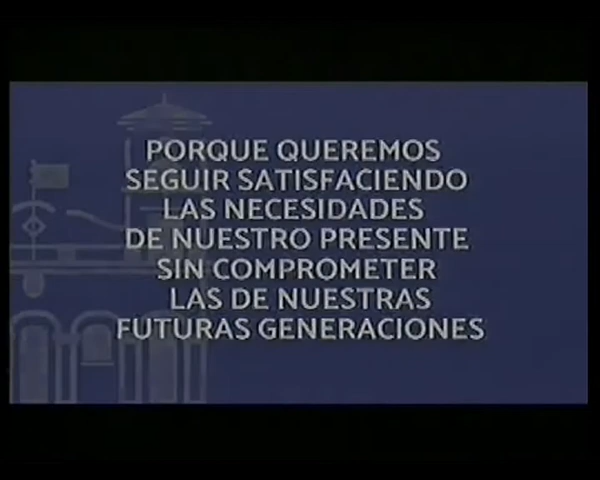 PORQUE QUEREMOS
SEGUIR SATISFACIENDO
LAS NECESIDADES
DE NUESTRO PRESENTE
SIN COMPROMETER
LAS DE NUESTRAS
FUTURAS GENERACIONES